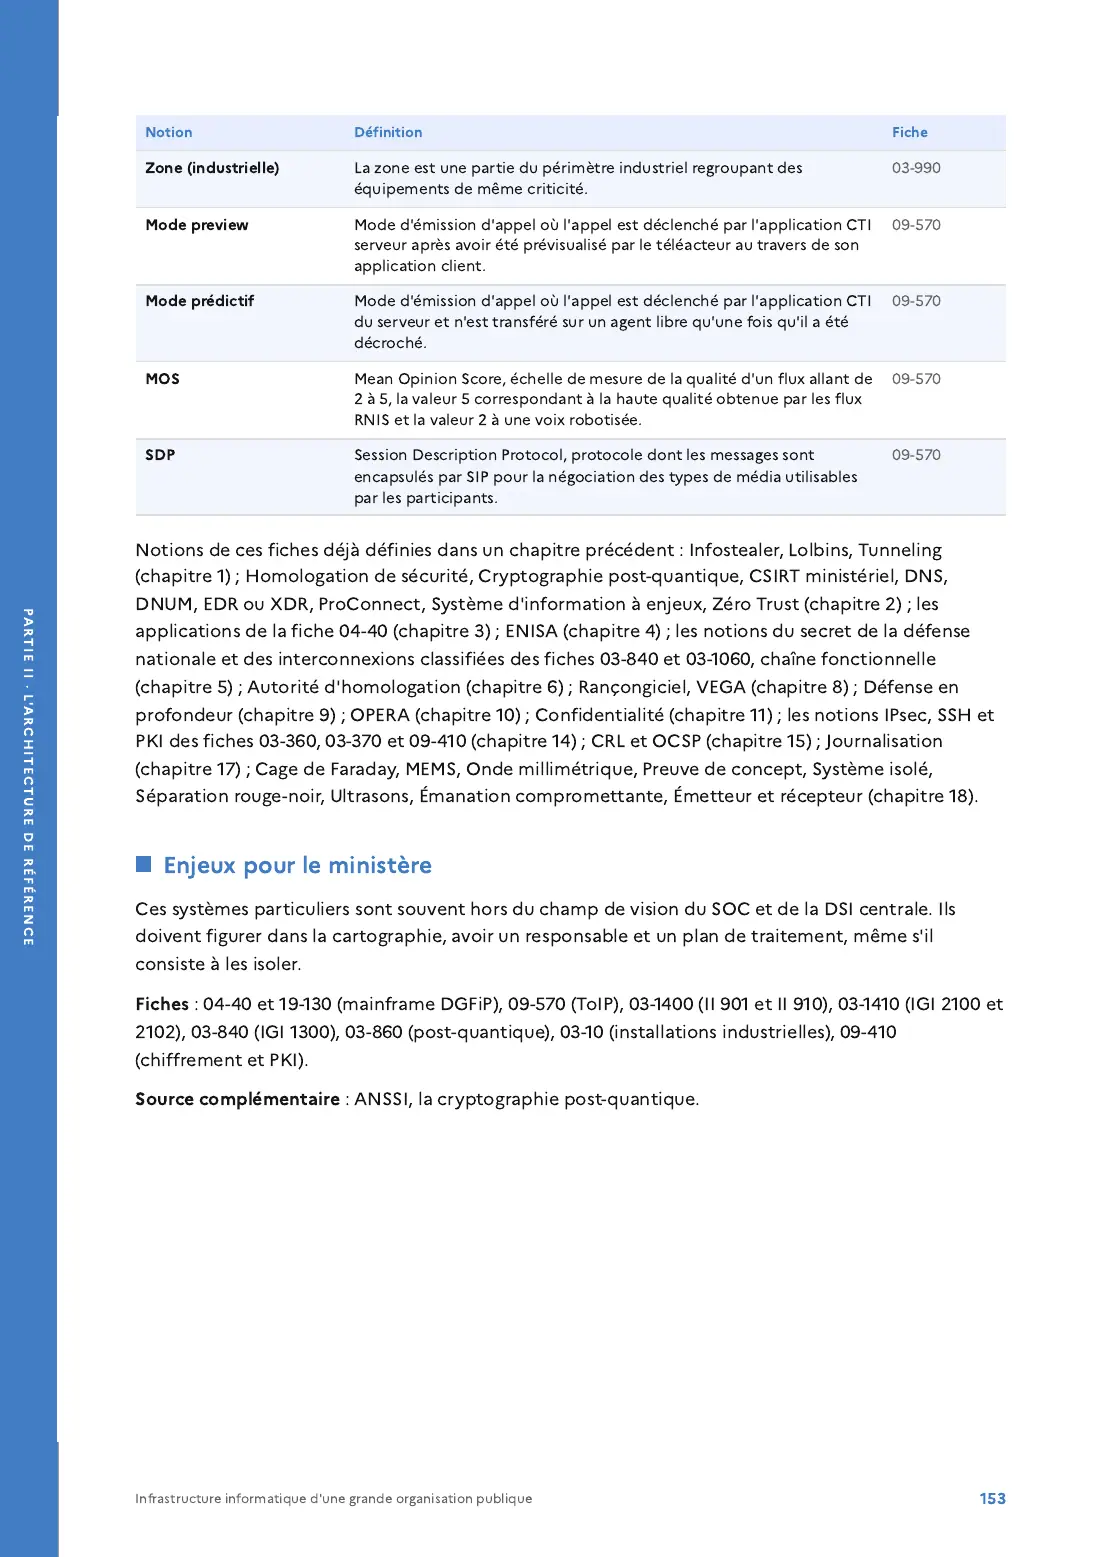 Notion Définition Fiche
Zone (industrielle) La zone est une partie du périmètre industriel regroupant des 03-990
équipements de même criticité.
Mode preview Mode d'émission d'appel où l'appel est déclenché par l'application CTI 09-570
serveur après avoir été prévisualisé par le téléacteur au travers de son
application client.
Mode prédictif Mode d'émission d'appel où l'appel est déclenché par l'application CTI 09-570
du serveur et n'est transféré sur un agent libre qu'une fois qu'il a été
décroché.
MOS Mean Opinion Score, échelle de mesure de la qualité d'un flux allant de 09-570
2 à 5, la valeur 5 correspondant à la haute qualité obtenue par les flux
RNIS et la valeur 2 à une voix robotisée.
SDP Session Description Protocol, protocole dont les messages sont 09-570
encapsulés par SIP pour la négociation des types de média utilisables
par les participants.
Notions de ces fiches déjà définies dans un chapitre précédent : Infostealer, Lolbins, Tunneling
(chapitre 1) ; Homologation de sécurité, Cryptographie post-quantique, CSIRT ministériel, DNS,
DNUM, EDR ou XDR, ProConnect, Système d'information à enjeux, Zéro Trust (chapitre 2) ; les
applications de la fiche 04-40 (chapitre 3) ; ENISA (chapitre 4) ; les notions du secret de la défense
nationale et des interconnexions classifiées des fiches 03-840 et 03-1060, chaîne fonctionnelle
(chapitre 5) ; Autorité d'homologation (chapitre 6) ; Rançongiciel, VEGA (chapitre 8) ; Défense en
profondeur (chapitre 9) ; OPERA (chapitre 10) ; Confidentialité (chapitre 11) ; les notions IPsec, SSH et
PKI des fiches 03-360, 03-370 et 09-410 (chapitre 14) ; CRL et OCSP (chapitre 15) ; Journalisation
(chapitre 17) ; Cage de Faraday, MEMS, Onde millimétrique, Preuve de concept, Système isolé,
Séparation rouge-noir, Ultrasons, Émanation compromettante, Émetteur et récepteur (chapitre 18).
Enjeux pour le ministère
Ces systèmes particuliers sont souvent hors du champ de vision du SOC et de la DSI centrale. Ils
doivent figurer dans la cartographie, avoir un responsable et un plan de traitement, même s'il
consiste à les isoler.
Fiches : 04-40 et 19-130 (mainframe DGFiP), 09-570 (ToIP), 03-1400 (II 901 et II 910), 03-1410 (IGI 2100 et
2102), 03-840 (IGI 1300), 03-860 (post-quantique), 03-10 (installations industrielles), 09-410
(chiffrement et PKI).
Source complémentaire : ANSSI, la cryptographie post-quantique.
PARTIE II · L'ARCHITECTURE DE RÉFÉRENCE
Infrastructure informatique d'une grande organisation publique 153